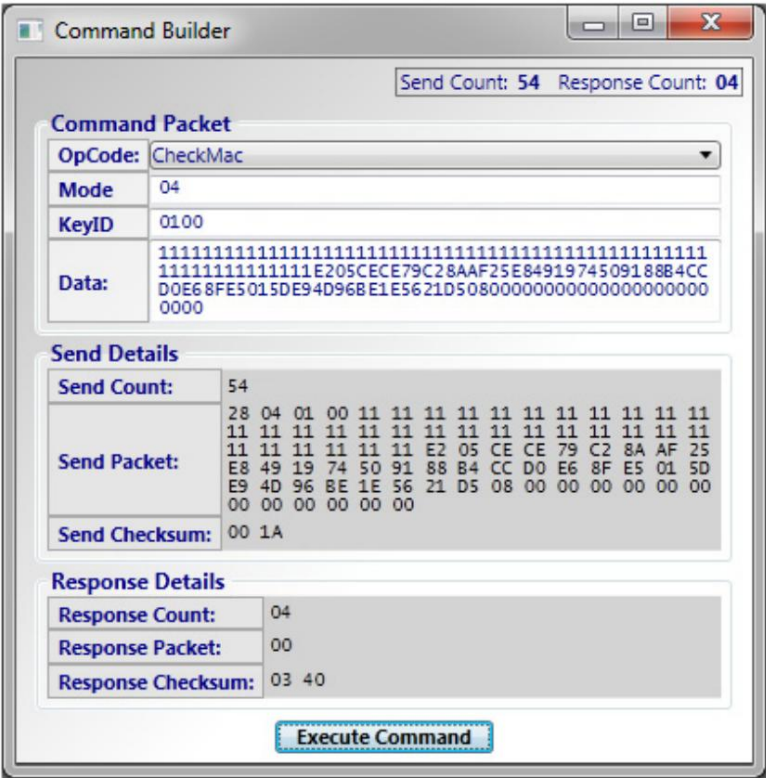 Command Builder
Send Count: 54 Response Count: 04
Command Packet
OpCode: CheckMac
Mode 04
KeyID 0100
Data: 11111111111111111111111111111111111111111111111111
11111111111111E205CECE79C28AAF25E8491974509188B4CC
D0E68FE5015DE94D96BE1E5621D50800000000000000000000
0000
Send Details
Send Count: 54
Send Packet: 28 04 01 00 11 11 11 11 11 11 11 11 11 11 11
11 11 11 11 11 11 11 11 11 11 11 11 11 11 11
11 11 11 11 11 11 E2 05 CE CE 79 C2 8A AF 25
E8 49 19 74 50 91 88 B4 CC D0 E6 8F E5 01 5D
E9 4D 96 BE 1E 56 21 D5 08 00 00 00 00 00 00
00 00 00 00 00 00
Send Checksum: 00 1A
Response Details
Response Count: 04
Response Packet: 00
Response Checksum: 03 40
Execute Command